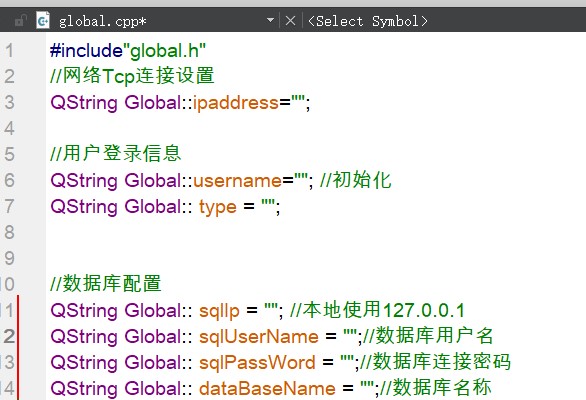 global.cpp* <Select Symbol>
1 #include"global.h"
2 //网络Tcp连接设置
3 QString Global::ipaddress="";
4
5 //用户登录信息
6 QString Global::username=""; //初始化
7 QString Global:: type = "";
8
9
10 //数据库配置
11 QString Global:: sqlIp = ""; //本地使用127.0.0.1
12 QString Global:: sqlUserName = "";//数据库用户名
13 QString Global:: sqlPassWord = "";//数据库连接密码
14 QString Global:: dataBaseName = "";//数据库名称